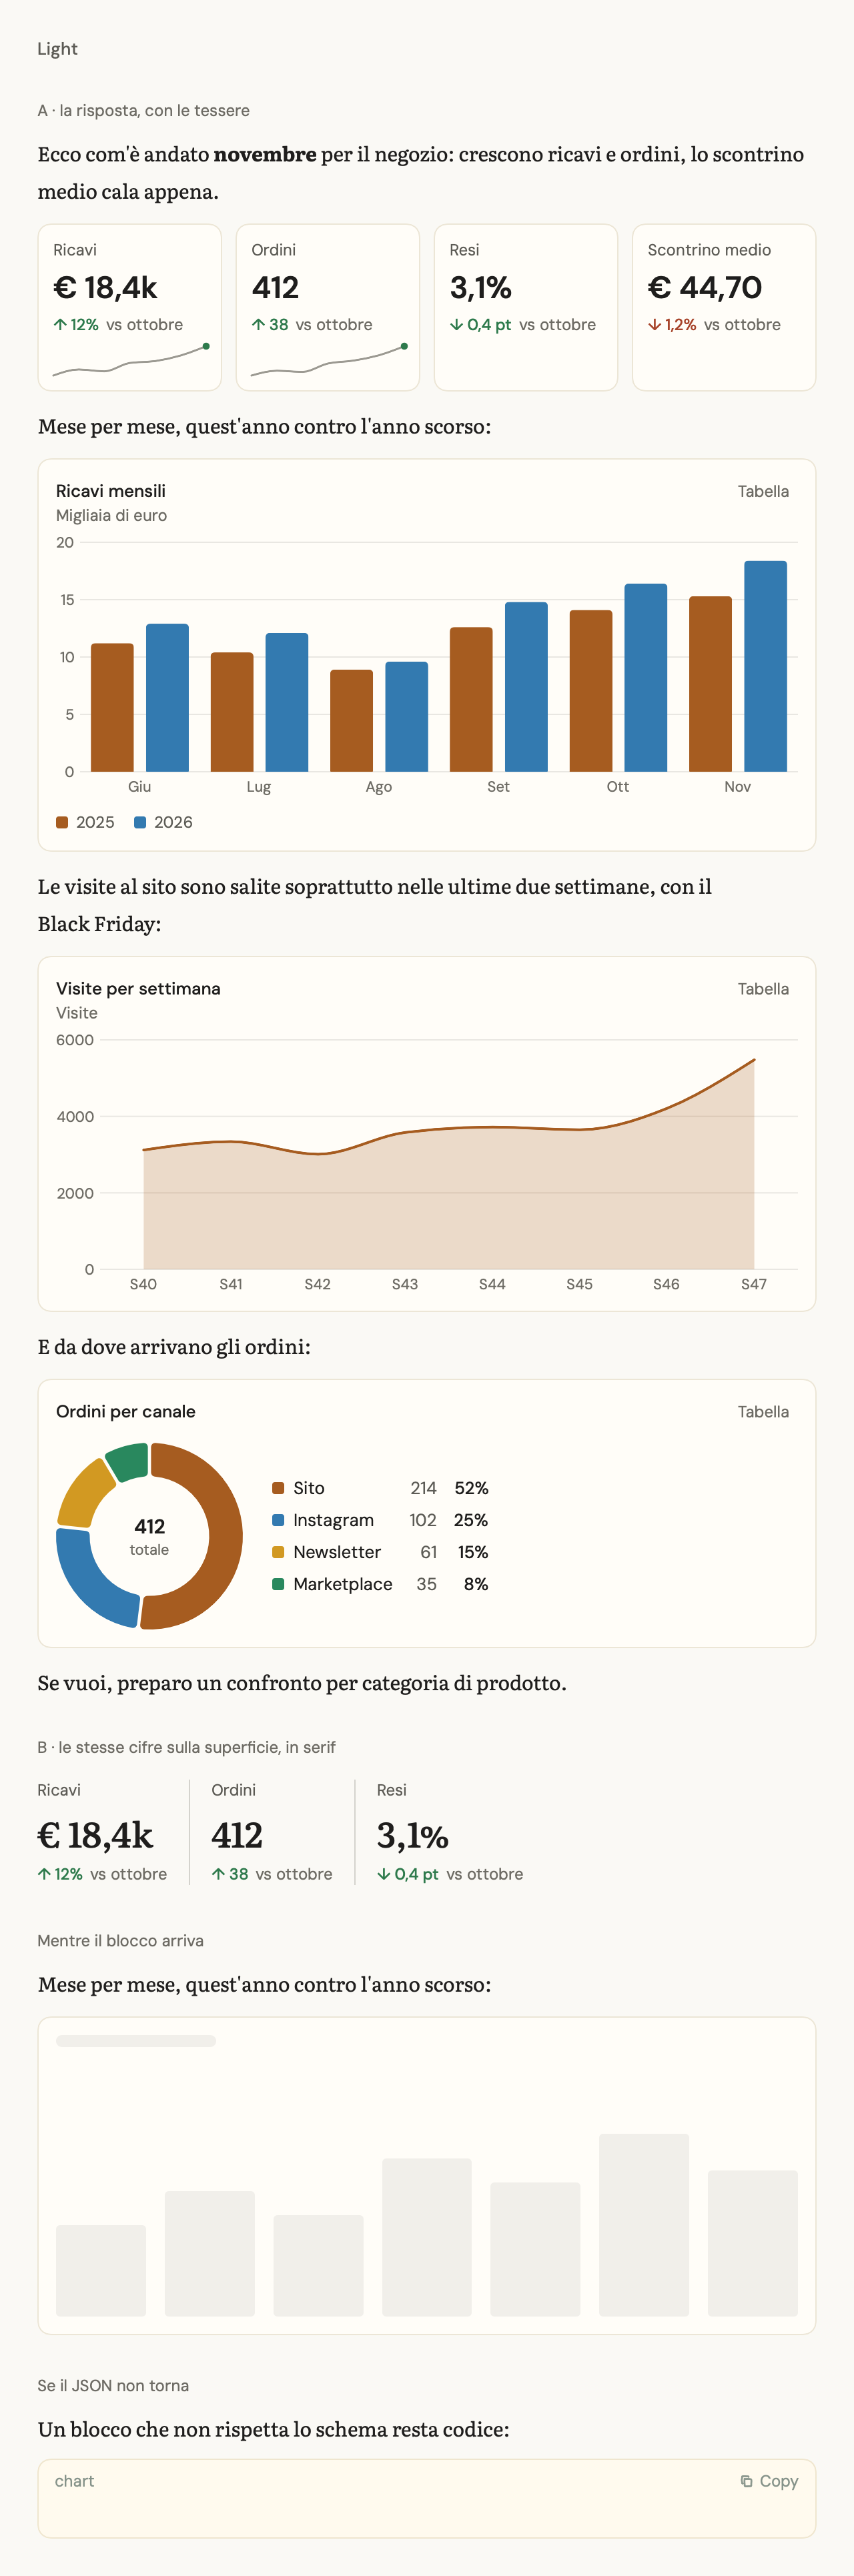 Light
A · la risposta, con le tessere
Ecco com'è andato novembre per il negozio: crescono ricavi e ordini, lo scontrino
medio cala appena.
Ricavi
€ 18,4k
↑ 12% vs ottobre
Ordini
412
↑ 38 vs ottobre
Resi
3,1%
↓ 0,4 pt vs ottobre
Scontrino medio
€ 44,70
↓ 1,2% vs ottobre
Mese per mese, quest'anno contro l'anno scorso:
Ricavi mensili
Tabella
Migliaia di euro
20
15
10
5
0
Giu Lug Ago Set Ott Nov
2025 2026
Le visite al sito sono salite soprattutto nelle ultime due settimane, con il
Black Friday:
Visite per settimana
Tabella
Visite
6000
4000
2000
0
S40 S41 S42 S43 S44 S45 S46 S47
E da dove arrivano gli ordini:
Ordini per canale
Tabella
412
totale
Sito 214 52%
Instagram 102 25%
Newsletter 61 15%
Marketplace 35 8%
Se vuoi, preparo un confronto per categoria di prodotto.
B · le stesse cifre sulla superficie, in serif
Ricavi
€ 18,4k
↑ 12% vs ottobre
Ordini
412
↑ 38 vs ottobre
Resi
3,1%
↓ 0,4 pt vs ottobre
Mentre il blocco arriva
Mese per mese, quest'anno contro l'anno scorso:
Se il JSON non torna
Un blocco che non rispetta lo schema resta codice:
chart
Copy